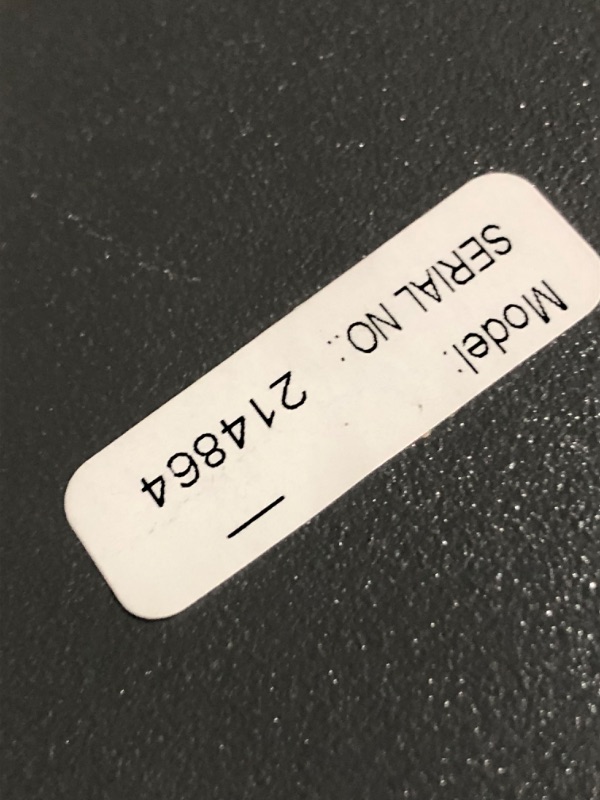 Model: —
SERIAL NO.: 214864